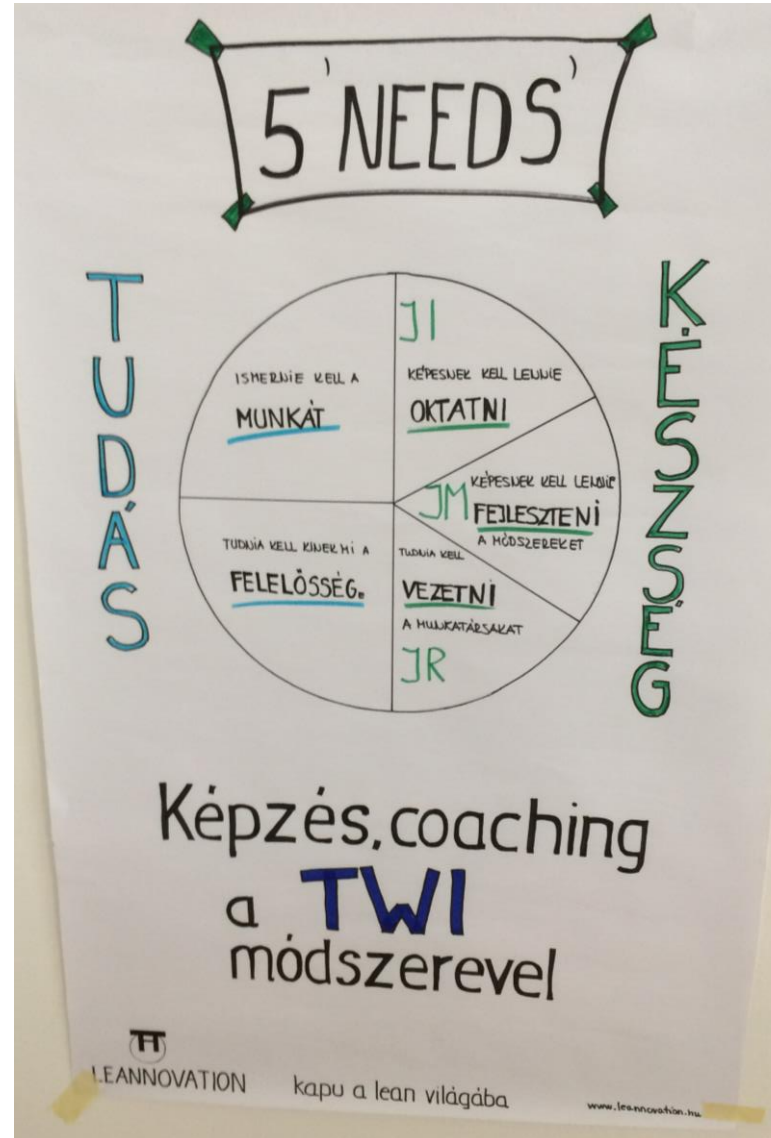 5 'NEEDS'
TUDÁS
KÉSZSÉG
ISMERNIE KELL A
MUNKÁT
JI
KÉPESNEK KELL LENNIE
OKTATNI
JM
KÉPESNEK KELL LENNIE
FEJLESZTENI
A MÓDSZEREKET
TUDNIA KELL KINEK MI A
FELELŐSSÉG.
TUDNIA KELL
VEZETNI
A MUNKATÁRSAKAT
JR
Képzés, coaching
a TWI
módszerevel
LEANNOVATION
kapu a lean világába
www.leannovation.hu